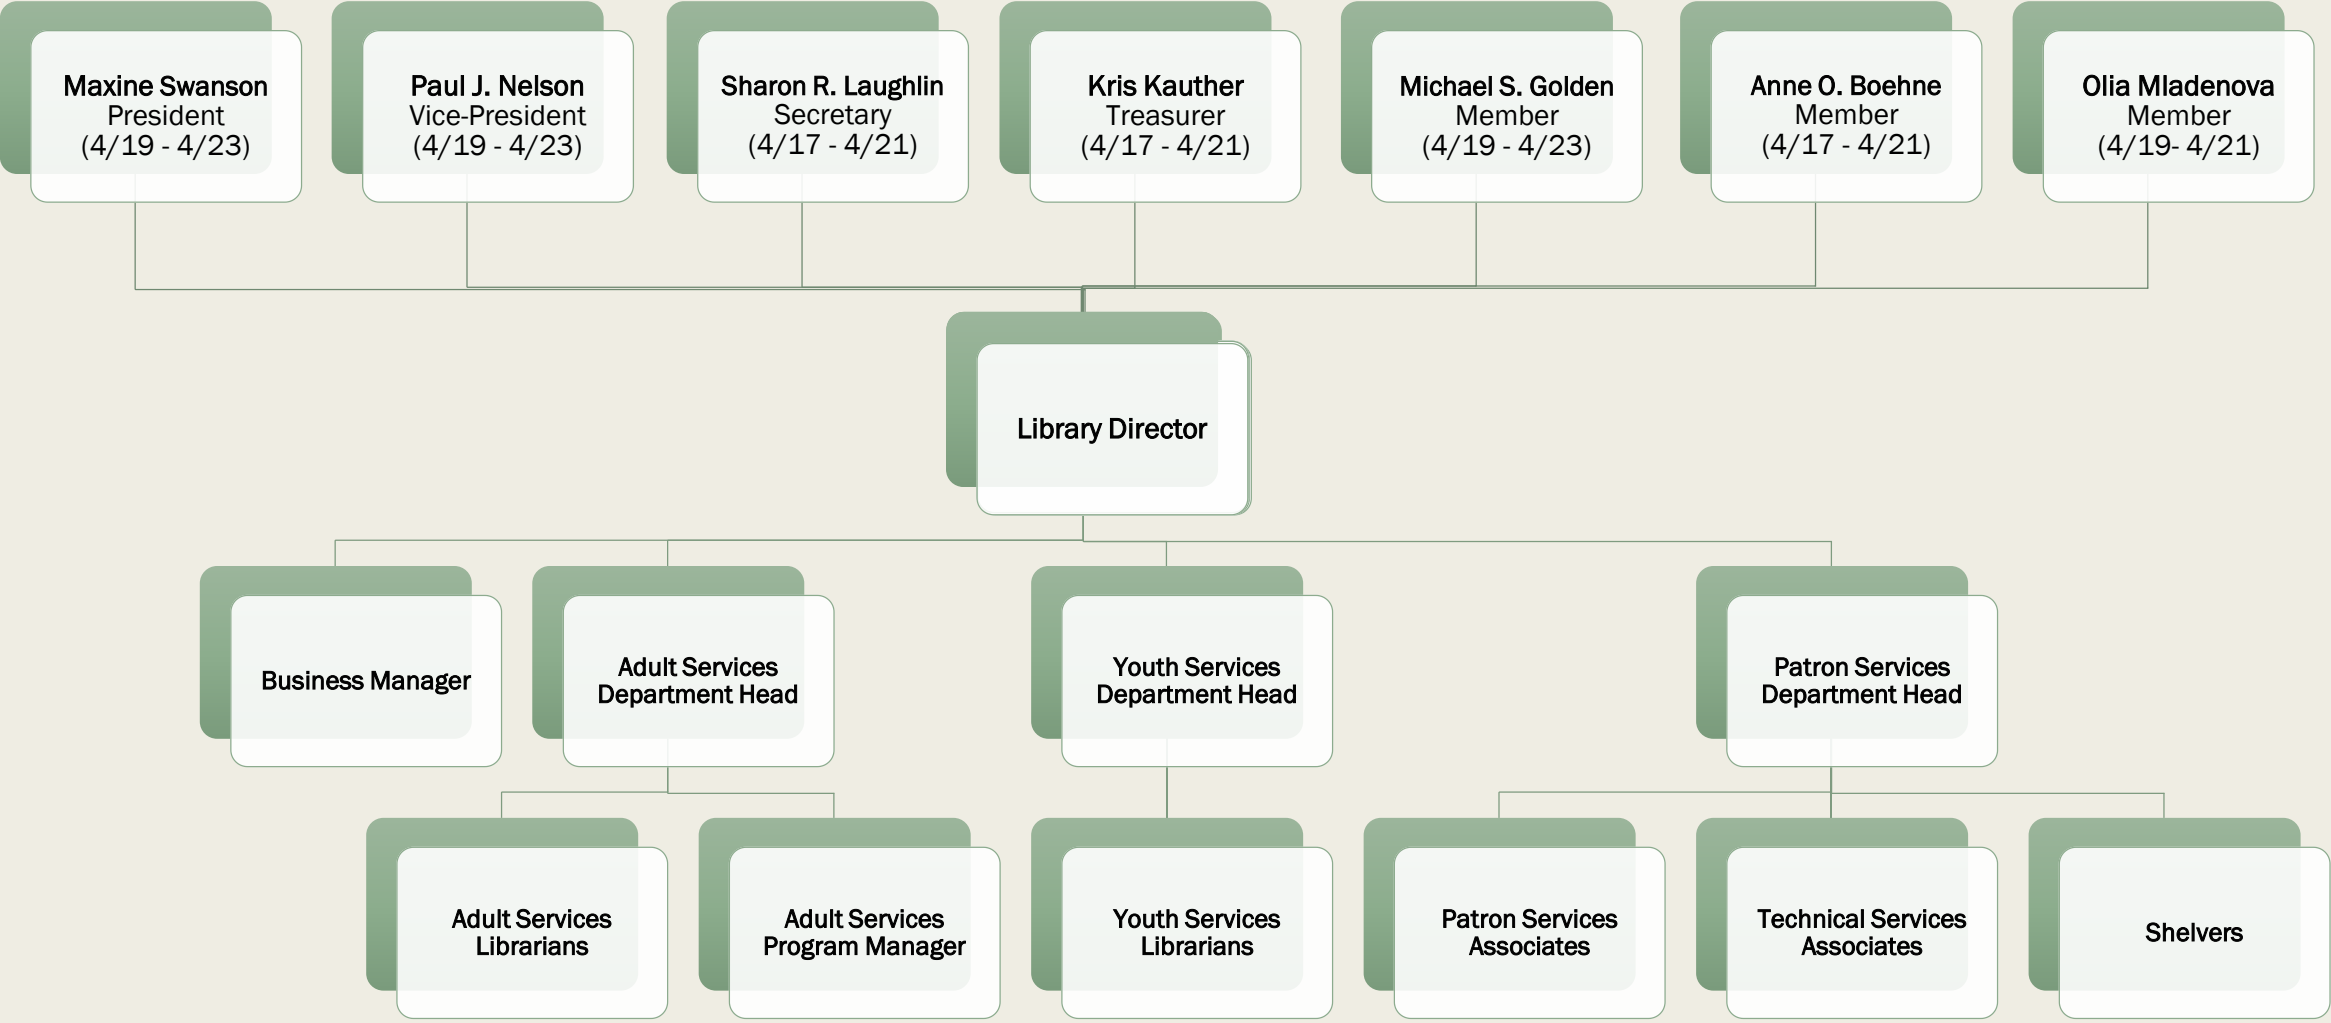 Maxine Swanson
President
(4/19 - 4/23)
Paul J. Nelson
Vice-President
(4/19 - 4/23)
Sharon R. Laughlin
Secretary
(4/17 - 4/21)
Kris Kauther
Treasurer
(4/17 - 4/21)
Michael S. Golden
Member
(4/19 - 4/23)
Anne O. Boehne
Member
(4/17 - 4/21)
Olia Mladenova
Member
(4/19- 4/21)
Library Director
Business Manager
Adult Services
Department Head
Youth Services
Department Head
Patron Services
Department Head
Adult Services
Librarians
Adult Services
Program Manager
Youth Services
Librarians
Patron Services
Associates
Technical Services
Associates
Shelvers